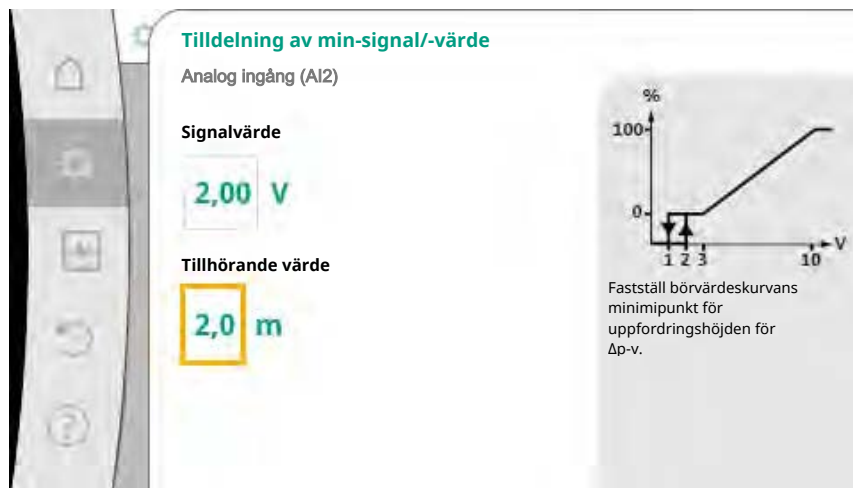 Tilldelning av min-signal/-värde
Analog ingång (AI2)
Signalvärde
2,00 V
Tillhörande värde
2,0 m
%
100
0
1 2 3 10 V
Fastställ börvärdeskurvans
minimipunkt för
uppfordringshöjden för
Δp-v.
?